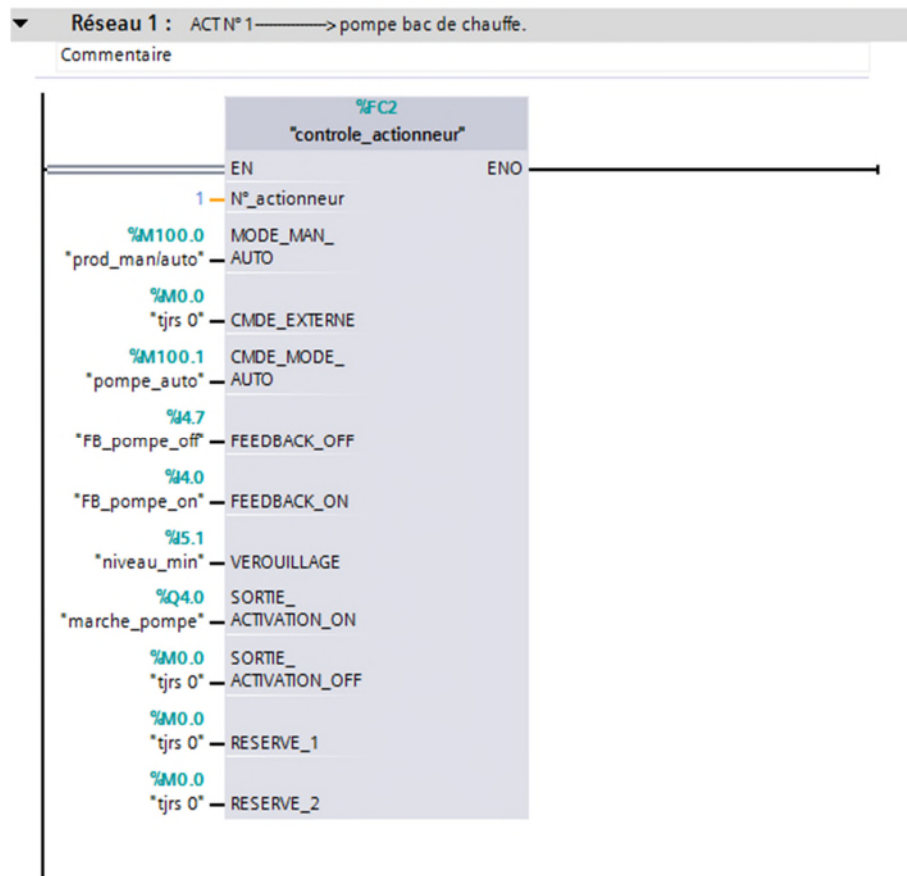 Réseau 1 : ACT N° 1————> pompe bac de chauffe.
Commentaire
%FC2
"controle_actionneur"
EN ENO
1 N°_actionneur
%M100.0 MODE_MAN_
"prod_man/auto" AUTO
%M0.0
"tjrs 0" CMDE_EXTERNE
%M100.1 CMDE_MODE_
"pompe_auto" AUTO
%I4.7
"FB_pompe_off" FEEDBACK_OFF
%I4.0
"FB_pompe_on" FEEDBACK_ON
%I5.1
"niveau_min" VEROUILLAGE
%Q4.0 SORTIE_
"marche_pompe" ACTIVATION_ON
%M0.0 SORTIE_
"tjrs 0" ACTIVATION_OFF
%M0.0
"tjrs 0" RESERVE_1
%M0.0
"tjrs 0" RESERVE_2